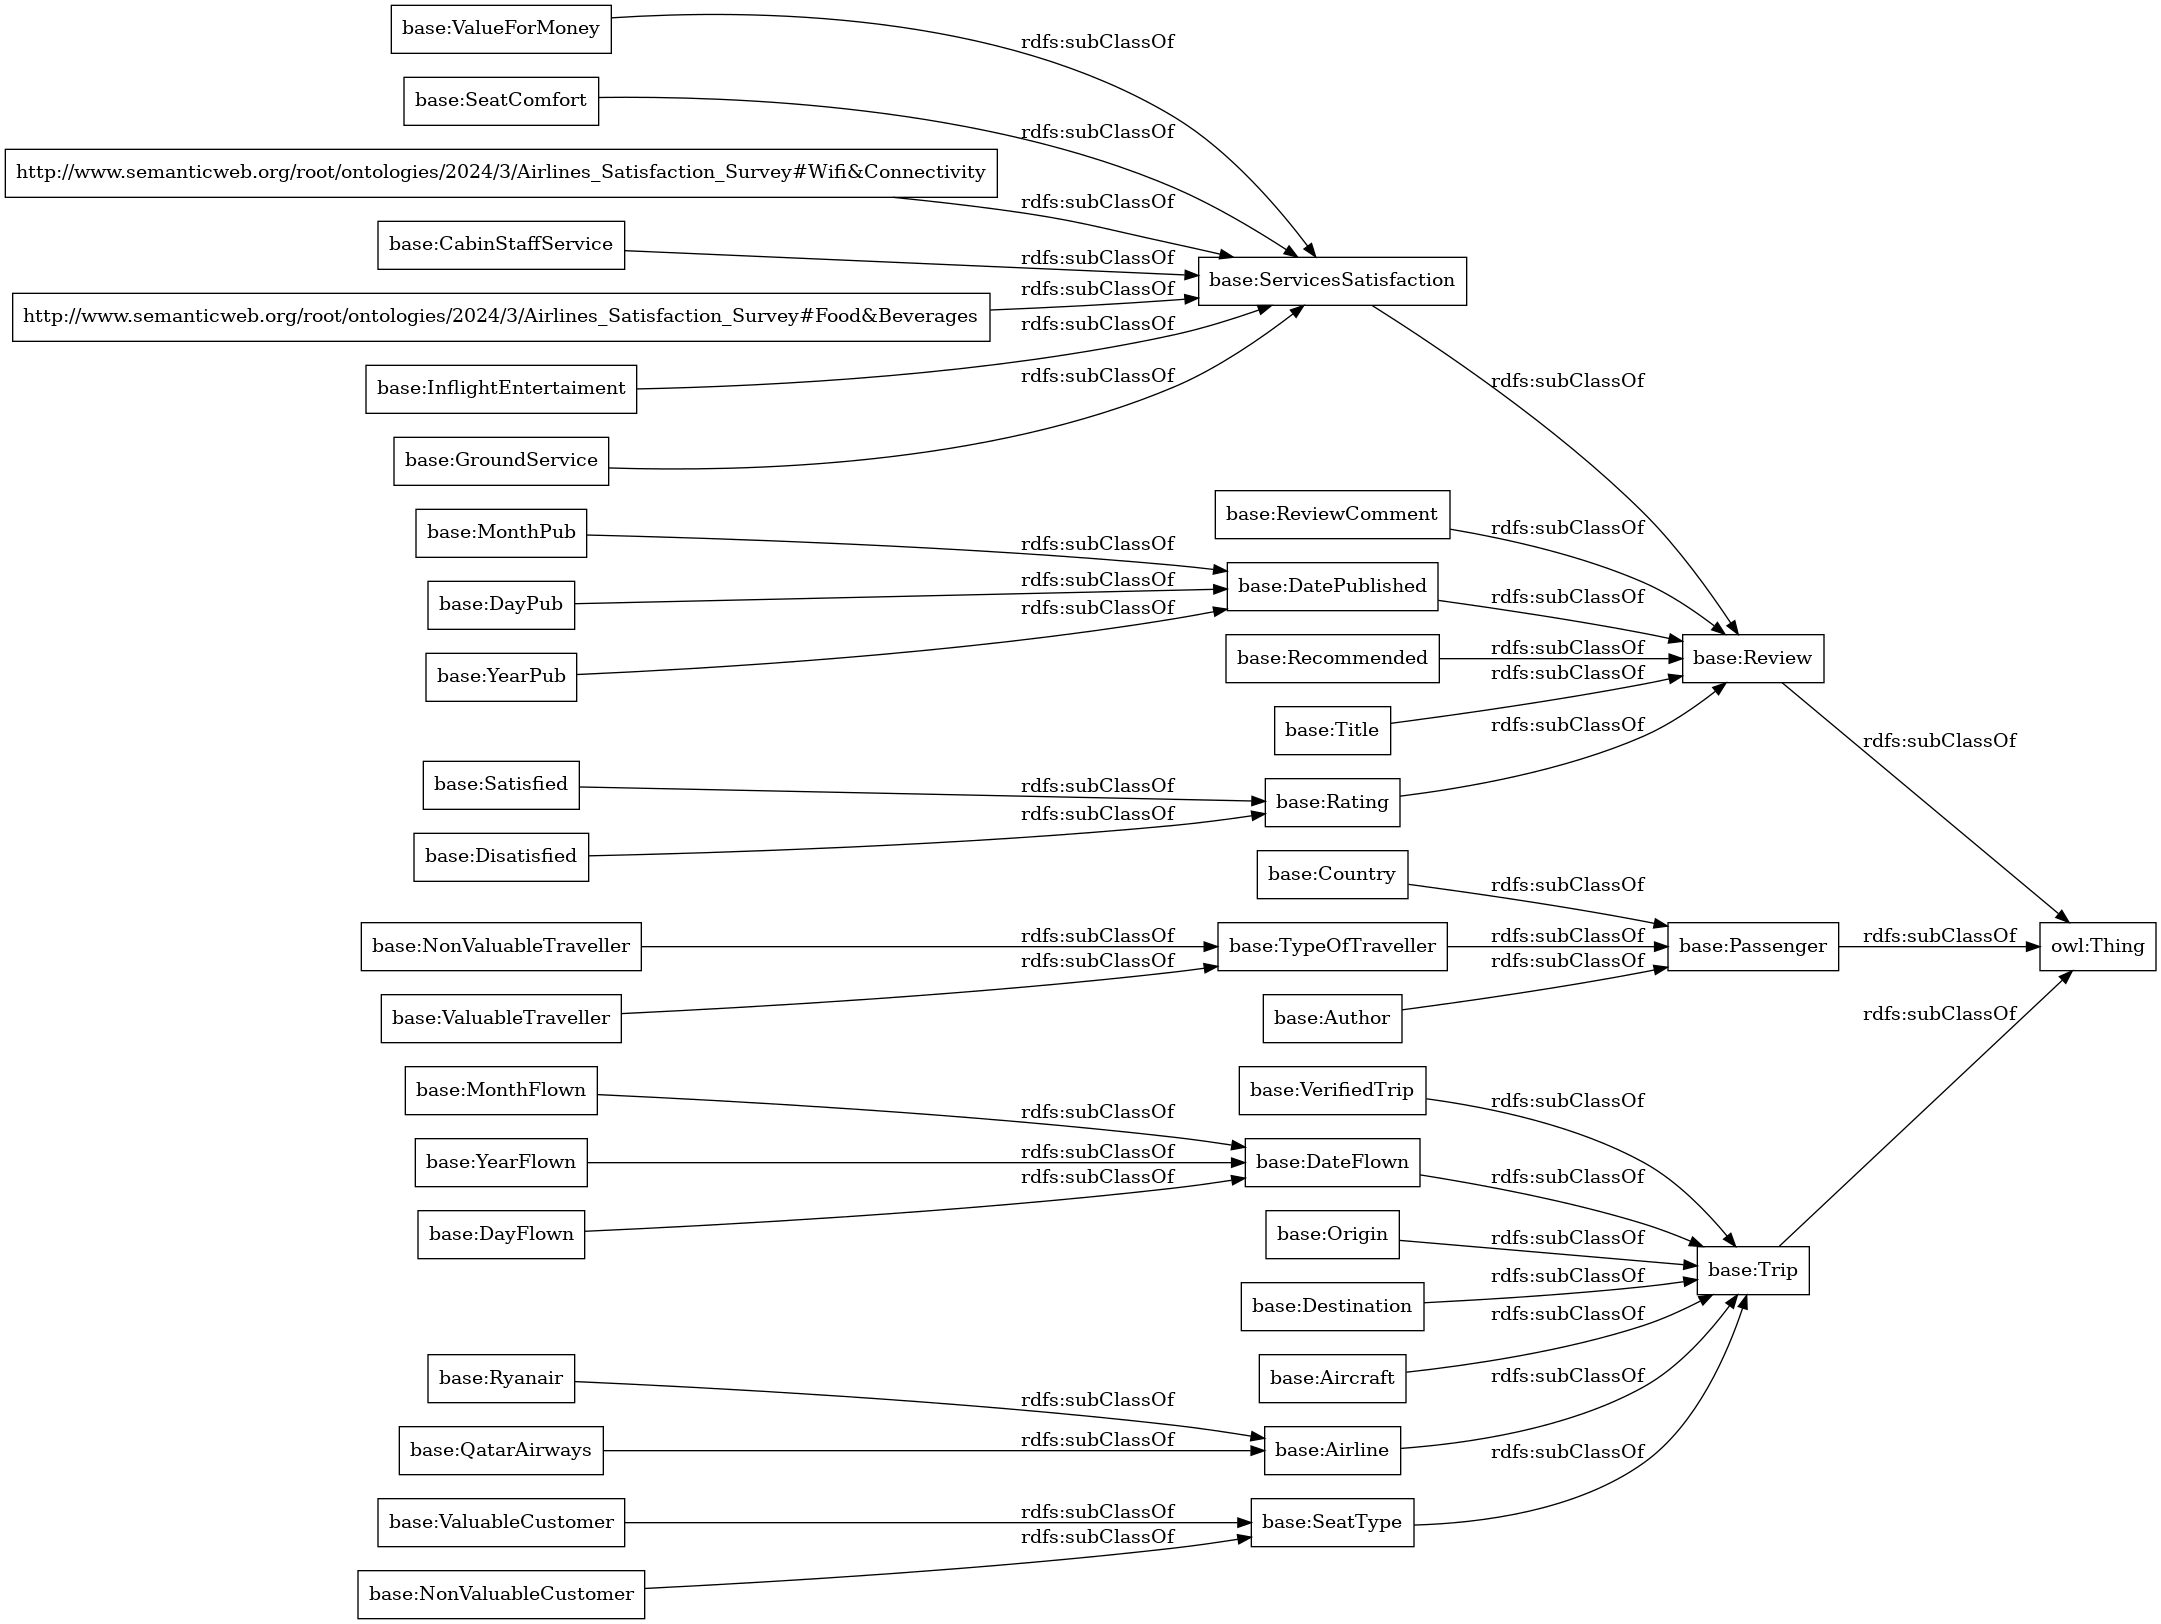 base:ValueForMoney
rdfs:subClassOf
base:SeatComfort
rdfs:subClassOf
http://www.semanticweb.org/root/ontologies/2024/3/Airlines_Satisfaction_Survey#Wifi&Connectivity
rdfs:subClassOf
base:CabinStaffService
rdfs:subClassOf
base:ServicesSatisfaction
http://www.semanticweb.org/root/ontologies/2024/3/Airlines_Satisfaction_Survey#Food&Beverages
rdfs:subClassOf
rdfs:subClassOf
base:InflightEntertaiment
rdfs:subClassOf
rdfs:subClassOf
base:GroundService
base:MonthPub
rdfs:subClassOf
base:ReviewComment
rdfs:subClassOf
base:DayPub
rdfs:subClassOf
base:DatePublished
rdfs:subClassOf
base:YearPub
rdfs:subClassOf
base:Recommended
rdfs:subClassOf
base:Review
rdfs:subClassOf
base:Title
rdfs:subClassOf
rdfs:subClassOf
base:Satisfied
rdfs:subClassOf
base:Rating
base:Disatisfied
rdfs:subClassOf
base:Country
rdfs:subClassOf
base:NonValuableTraveller
rdfs:subClassOf
base:TypeOfTraveller
rdfs:subClassOf
base:Passenger
rdfs:subClassOf
owl:Thing
rdfs:subClassOf
rdfs:subClassOf
base:ValuableTraveller
base:Author
rdfs:subClassOf
base:MonthFlown
rdfs:subClassOf
base:VerifiedTrip
rdfs:subClassOf
base:YearFlown
rdfs:subClassOf
base:DateFlown
rdfs:subClassOf
rdfs:subClassOf
base:DayFlown
base:Origin
rdfs:subClassOf
base:Trip
base:Destination
rdfs:subClassOf
rdfs:subClassOf
base:Ryanair
rdfs:subClassOf
base:Aircraft
rdfs:subClassOf
base:QatarAirways
rdfs:subClassOf
base:Airline
rdfs:subClassOf
base:ValuableCustomer
rdfs:subClassOf
base:SeatType
rdfs:subClassOf
base:NonValuableCustomer